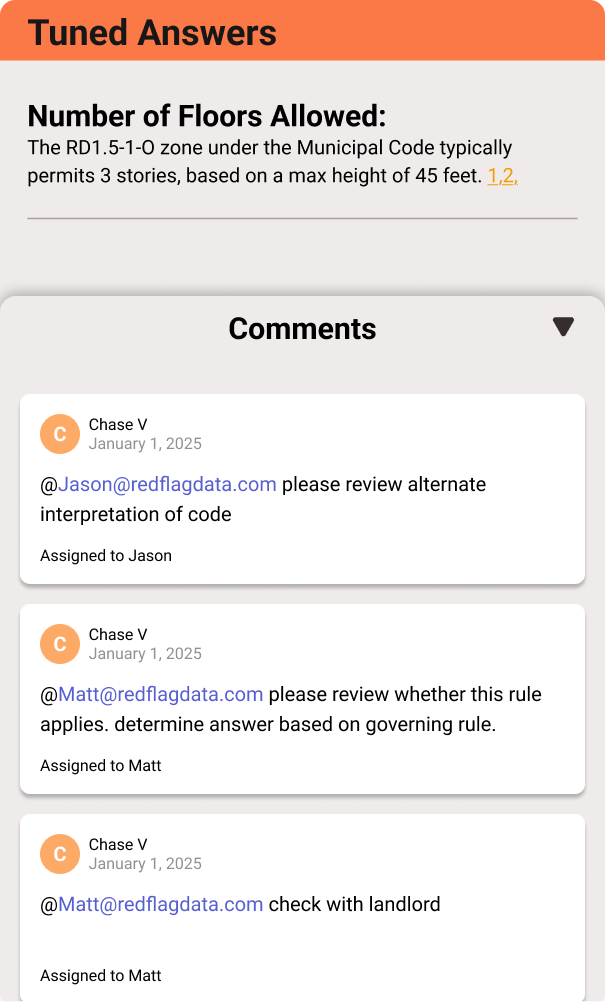 Tuned Answers
Number of Floors Allowed:
The RD1.5-1-O zone under the Municipal Code typically
permits 3 stories, based on a max height of 45 feet. 1,2,
Comments
C
Chase V
January 1, 2025
@Jason@redflagdata.com please review alternate
interpretation of code
Assigned to Jason
C
Chase V
January 1, 2025
@Matt@redflagdata.com please review whether this rule
applies. determine answer based on governing rule.
Assigned to Matt
C
Chase V
January 1, 2025
@Matt@redflagdata.com check with landlord
Assigned to Matt